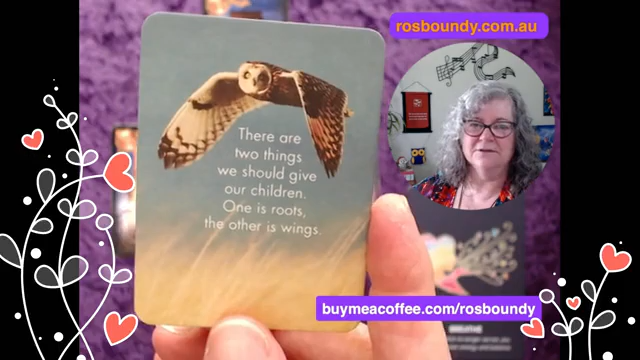 rosboundy.com.au
There are
two things
we should give
our children.
One is roots,
the other is wings.
buymeacoffee.com/rosboundy